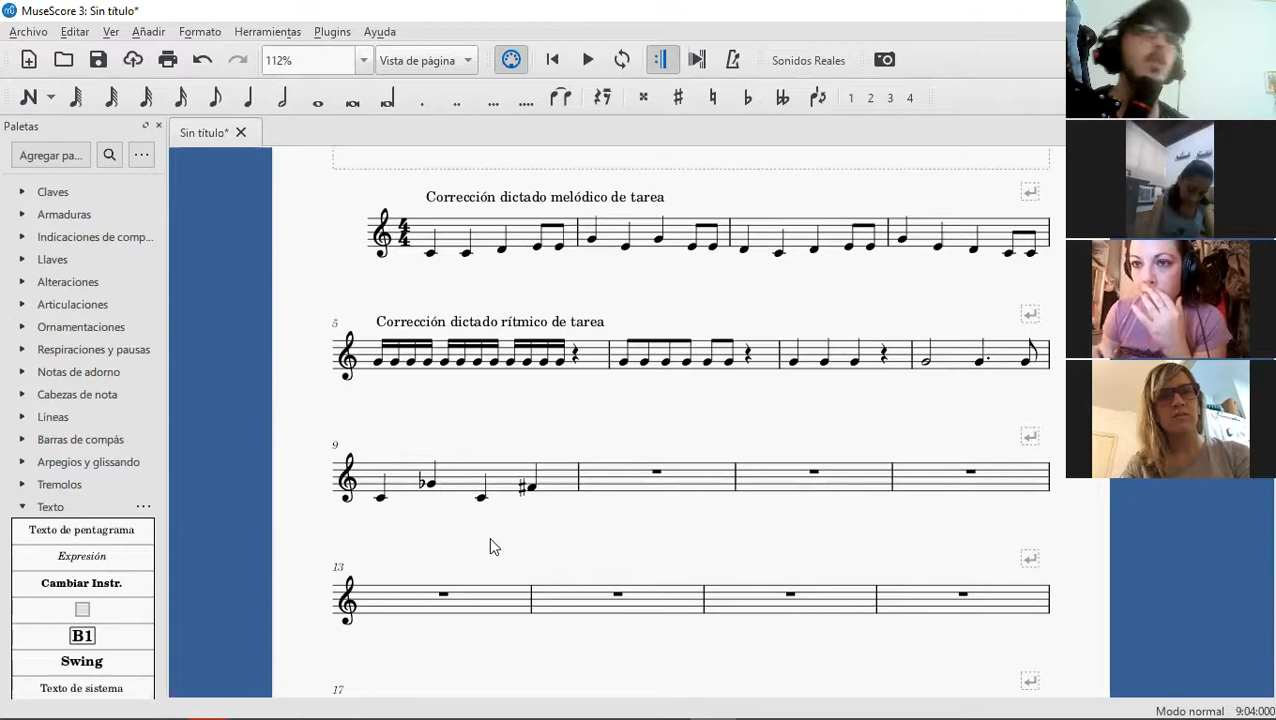 MuseScore 3: Sin título*
Archivo Editar Ver Añadir Formato Herramientas Plugins Ayuda
112% Vista de página Sonidos Reales
1 2 3 4
Paletas
Sin título*
Agregar pa...
Claves
Armaduras
Indicaciones de comp...
Llaves
Alteraciones
Articulaciones
Ornamentaciones
Respiraciones y pausas
Notas de adorno
Cabezas de nota
Líneas
Barras de compás
Arpegios y glissando
Tremolos
Texto
Texto de pentagrama
Expresión
Cambiar Instr.
B1
Swing
Texto de sistema
Corrección dictado melódico de tarea
4
4
5
Corrección dictado rítmico de tarea
9
13
17
Modo normal 9:04:000